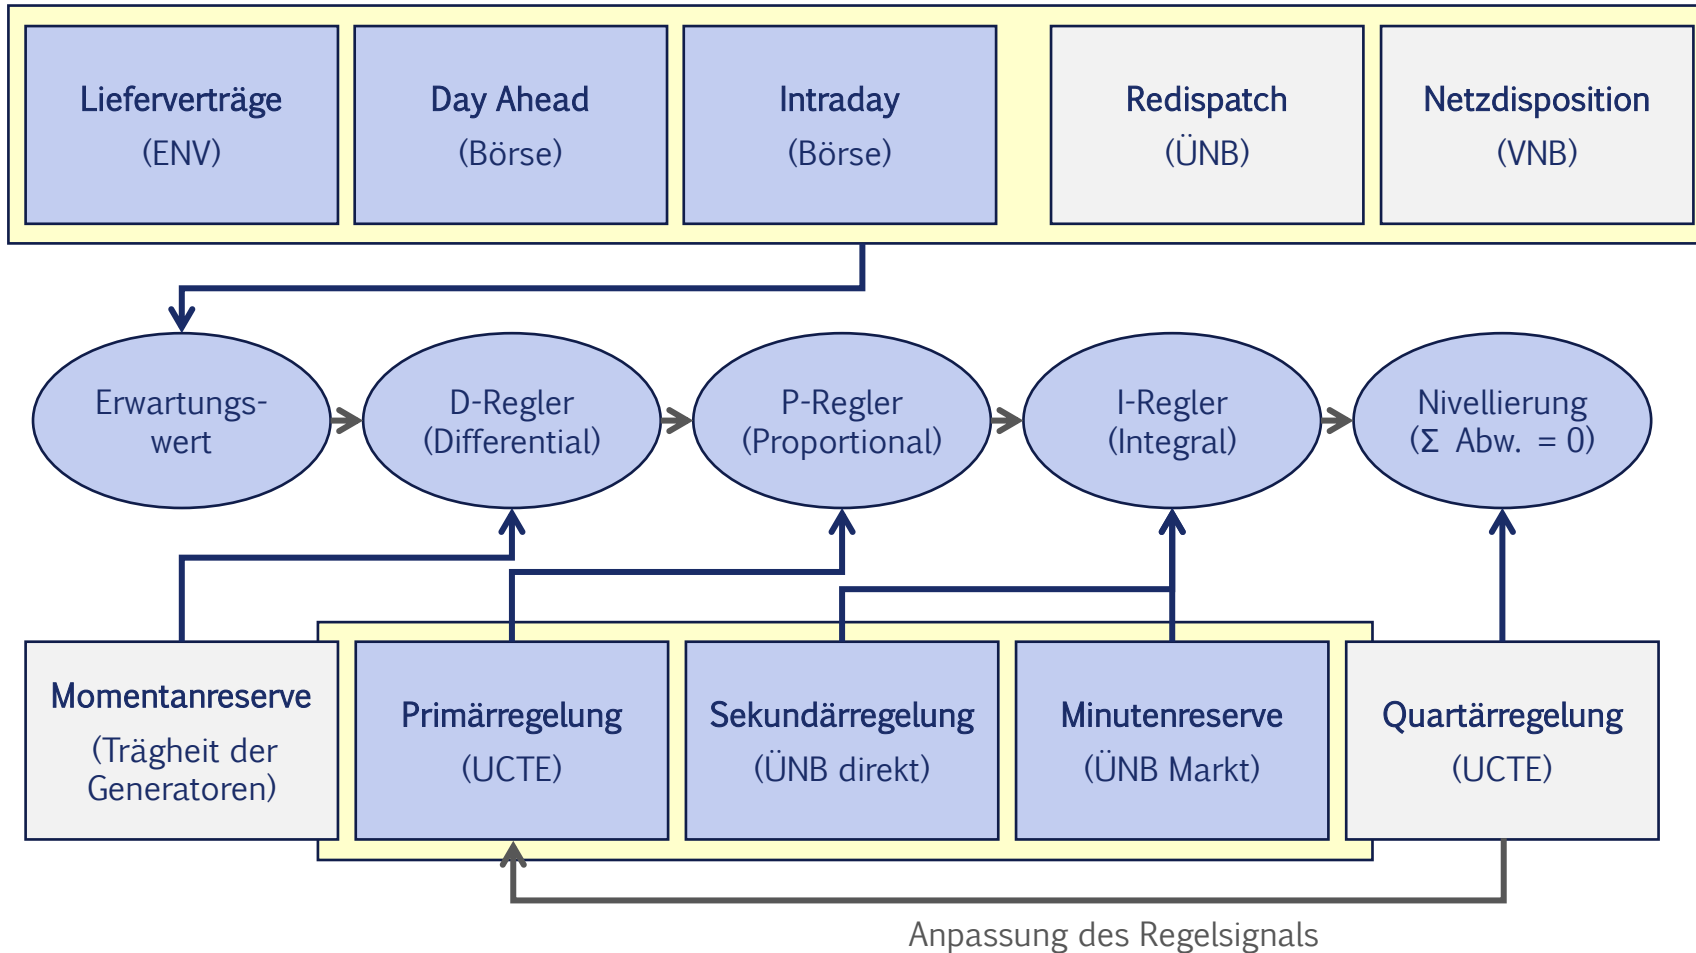 Lieferverträge
(ENV)
Day Ahead
(Börse)
Intraday
(Börse)
Redispatch
(ÜNB)
Netzdisposition
(VNB)
Erwartungs-
wert
D-Regler
(Differential)
P-Regler
(Proportional)
I-Regler
(Integral)
Nivellierung
(Σ Abw. = 0)
Momentanreserve
(Trägheit der
Generatoren)
Primärregelung
(UCTE)
Sekundärregelung
(ÜNB direkt)
Minutenreserve
(ÜNB Markt)
Quartärregelung
(UCTE)
Anpassung des Regelsignals